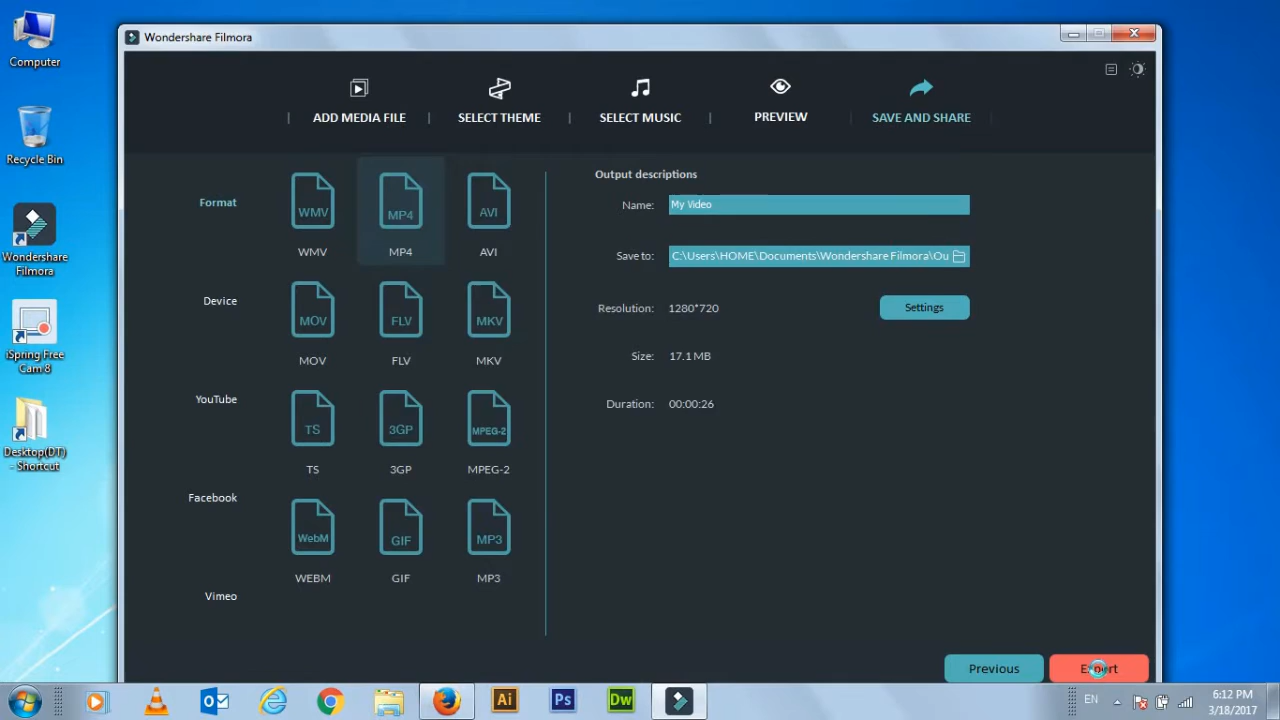 Computer
Recycle Bin
Wondershare
Filmora
iSpring Free
Cam 8
Desktop(DT)
- Shortcut
Wondershare Filmora
ADD MEDIA FILE
SELECT THEME
SELECT MUSIC
PREVIEW
SAVE AND SHARE
Format
Device
YouTube
Facebook
Vimeo
WMV
MP4
AVI
WMV
MP4
AVI
MOV
FLV
MKV
MOV
FLV
MKV
TS
3GP
MPEG-2
TS
3GP
MPEG-2
WebM
GIF
MP3
WEBM
GIF
MP3
Output descriptions
Name: My Video
Save to: C:\Users\HOME\Documents\Wondershare Filmora\Ou
Resolution: 1280*720
Settings
Size: 17.1 MB
Duration: 00:00:26
Previous
Export
Ai
Ps
Dw
EN
6:12 PM
3/18/2017